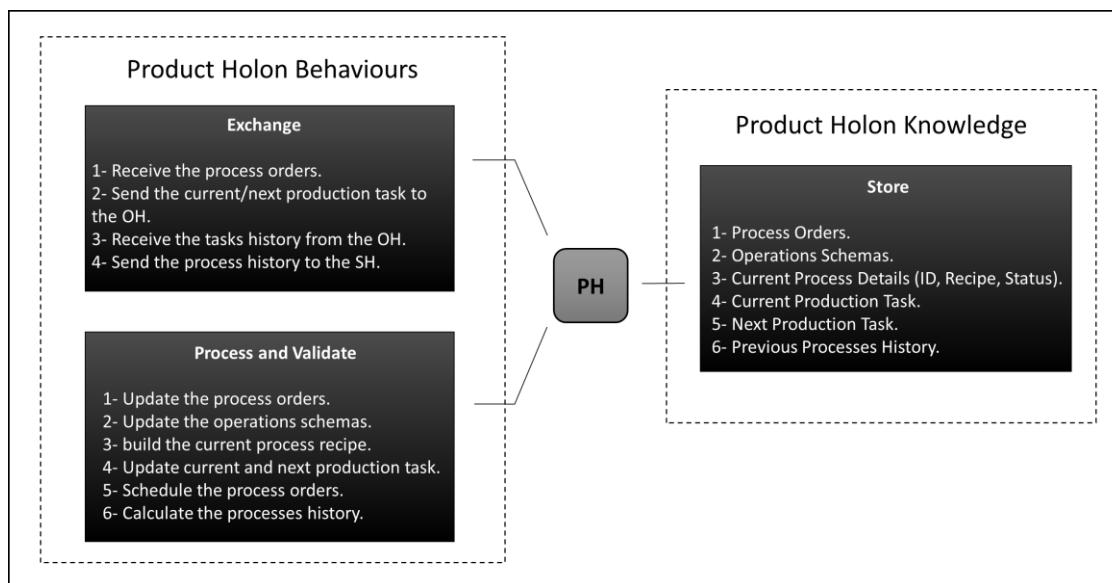 Product Holon Behaviours
Exchange
1- Receive the process orders.
2- Send the current/next production task to
the OH.
3- Receive the tasks history from the OH.
4- Send the process history to the SH.
Process and Validate
1- Update the process orders.
2- Update the operations schemas.
3- build the current process recipe.
4- Update current and next production task.
5- Schedule the process orders.
6- Calculate the processes history.
PH
Product Holon Knowledge
Store
1- Process Orders.
2- Operations Schemas.
3- Current Process Details (ID, Recipe, Status).
4- Current Production Task.
5- Next Production Task.
6- Previous Processes History.